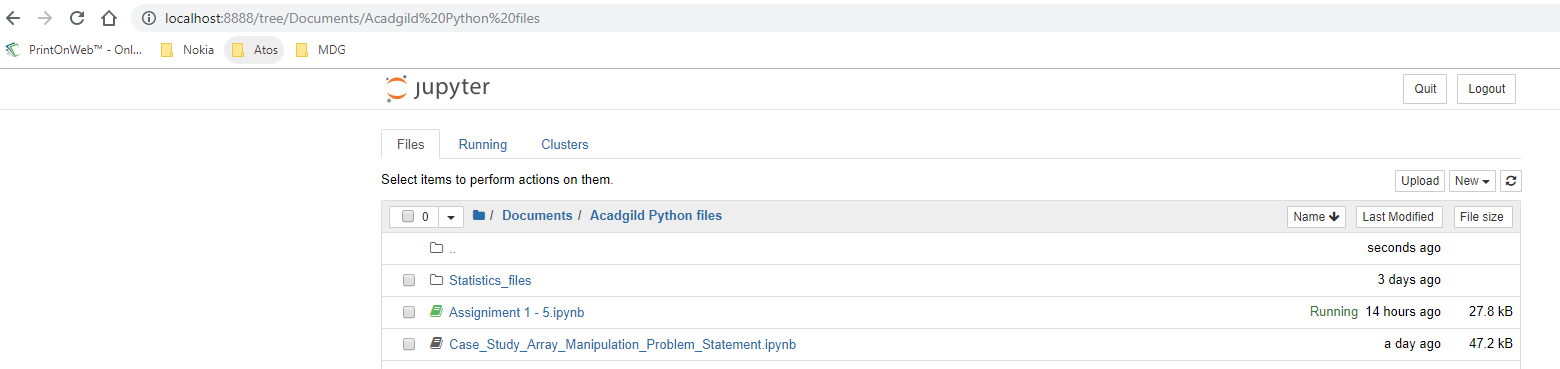 localhost:8888/tree/Documents/Acadgild%20Python%20files
PrintOnWeb™ - Onl... Nokia Atos MDG
jupyter Quit Logout
Files Running Clusters
Select items to perform actions on them. Upload New
0 / Documents / Acadgild Python files Name Last Modified File size
.. seconds ago
Statistics_files 3 days ago
Assigniment 1 - 5.ipynb Running 14 hours ago 27.8 kB
Case_Study_Array_Manipulation_Problem_Statement.ipynb a day ago 47.2 kB